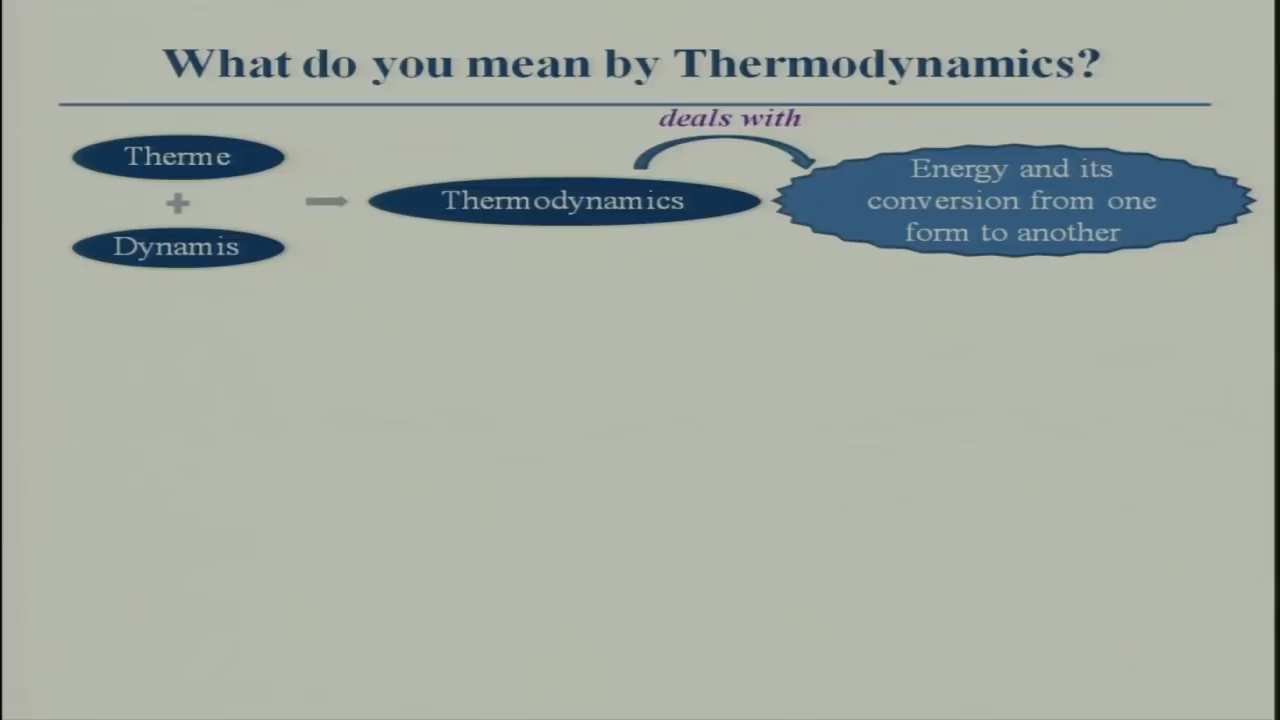 What do you mean by Thermodynamics?
deals with
Therme
+
Dynamis
Thermodynamics
Energy and its
conversion from one
form to another